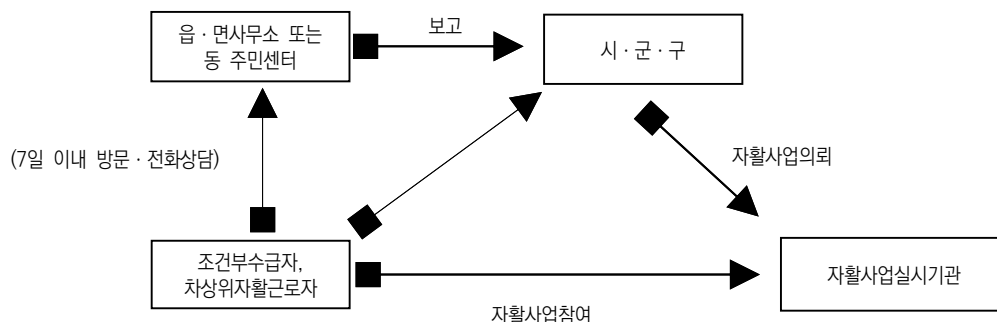 읍 · 면사무소 또는
동 주민센터
보고
시 · 군 · 구
(7일 이내 방문 · 전화상담)
자활사업의뢰
조건부수급자,
차상위자활근로자
자활사업실시기관
자활사업참여